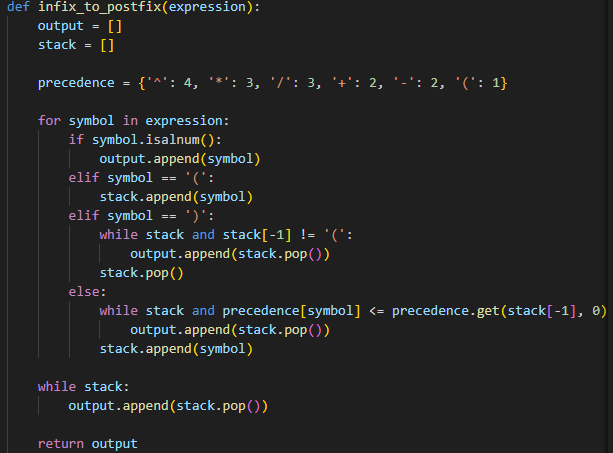 def infix_to_postfix(expression):
    output = []
    stack = []

    precedence = {'^': 4, '*': 3, '/': 3, '+': 2, '-': 2, '(': 1}

    for symbol in expression:
        if symbol.isalnum():
            output.append(symbol)
        elif symbol == '(':
            stack.append(symbol)
        elif symbol == ')':
            while stack and stack[-1] != '(':
                output.append(stack.pop())
            stack.pop()
        else:
            while stack and precedence[symbol] <= precedence.get(stack[-1], 0)
                output.append(stack.pop())
            stack.append(symbol)

    while stack:
        output.append(stack.pop())

    return output